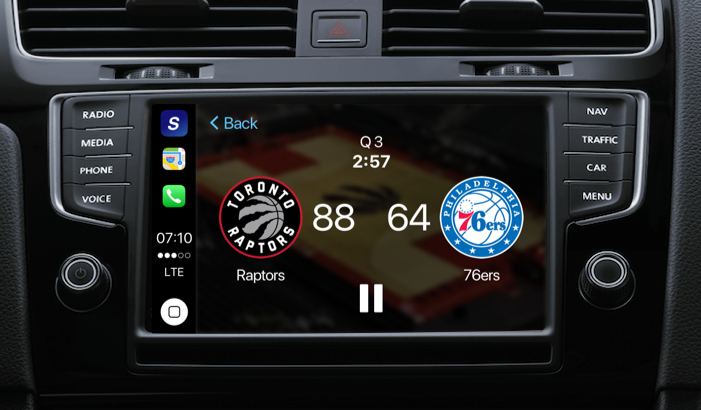 RADIO
MEDIA
PHONE
VOICE
S
07:10
LTE
Back
Q3
2:57
TORONTO
RAPTORS
88
64
PHILADELPHIA
76ers
Raptors
76ers
NAV
TRAFFIC
CAR
MENU